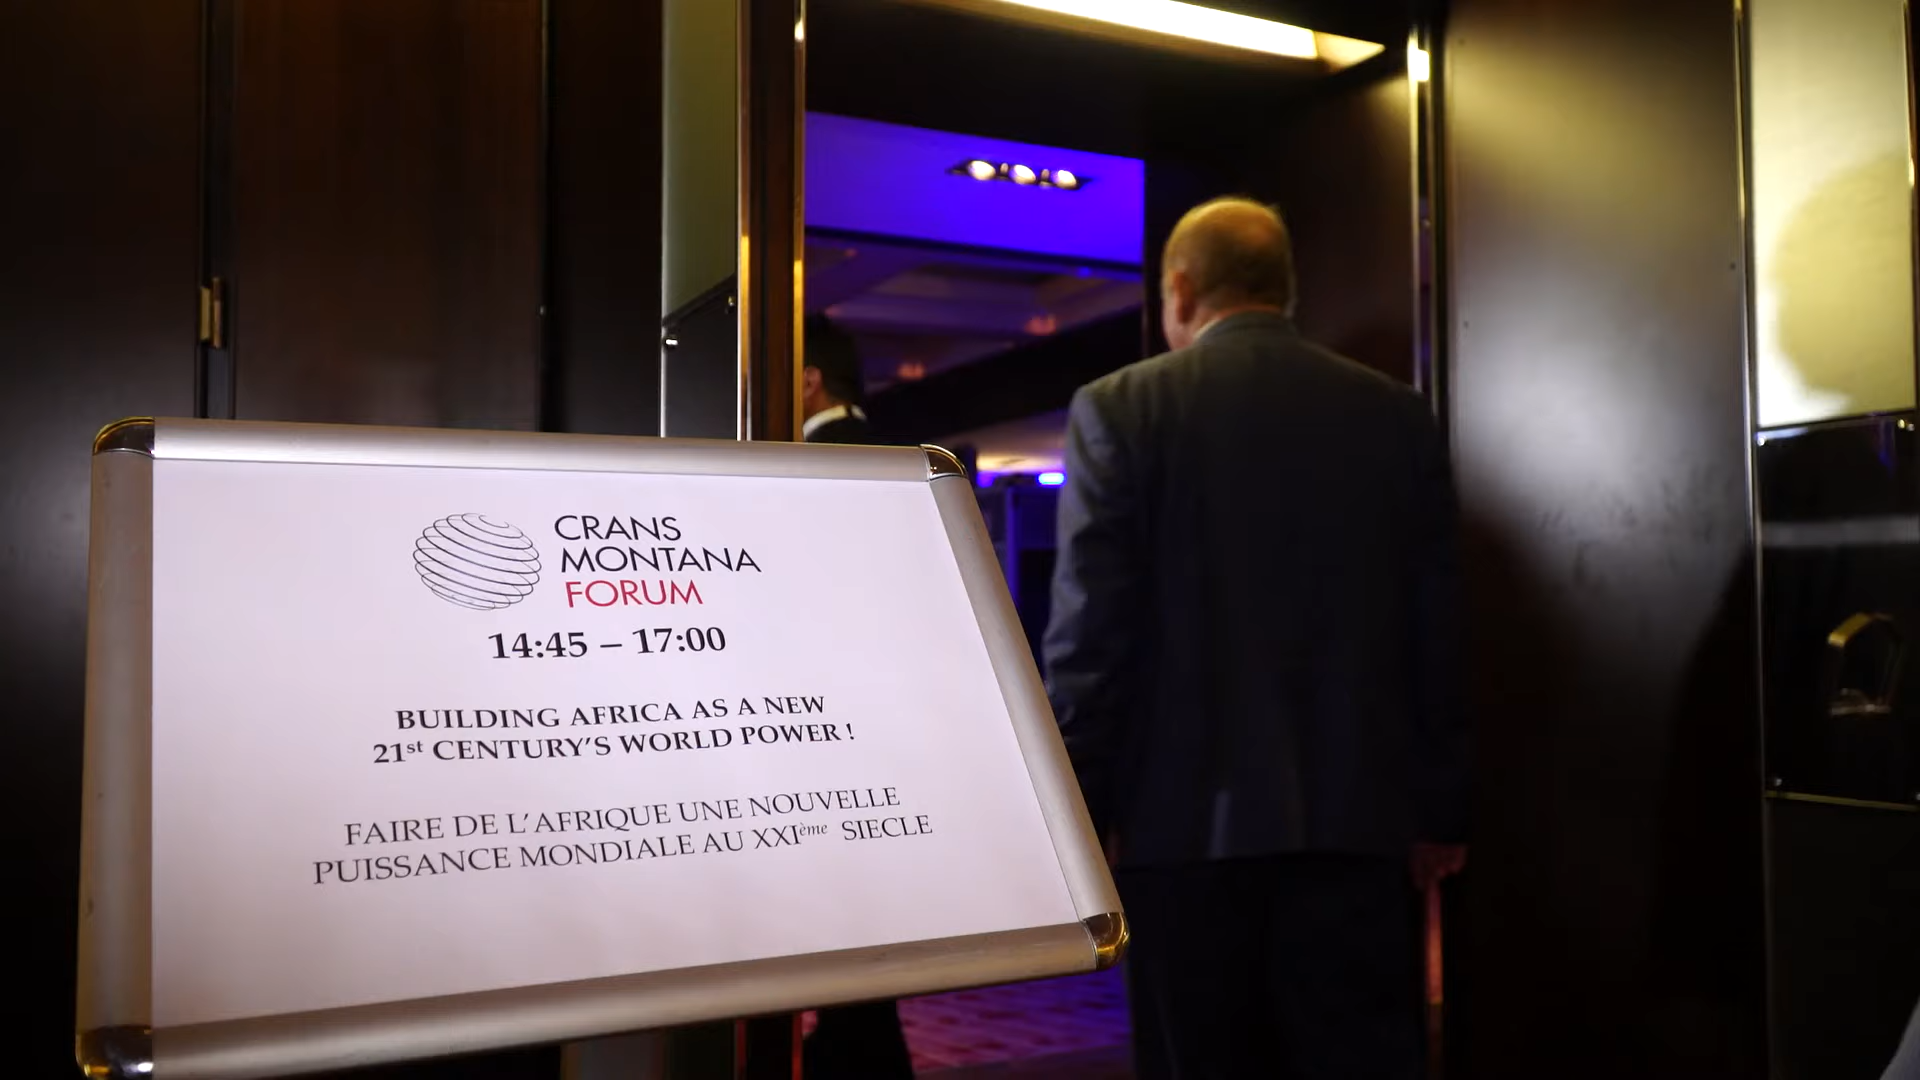 CRANS
MONTANA
FORUM
14:45 – 17:00
BUILDING AFRICA AS A NEW
21st CENTURY'S WORLD POWER !
FAIRE DE L'AFRIQUE UNE NOUVELLE
PUISSANCE MONDIALE AU XXIème SIECLE